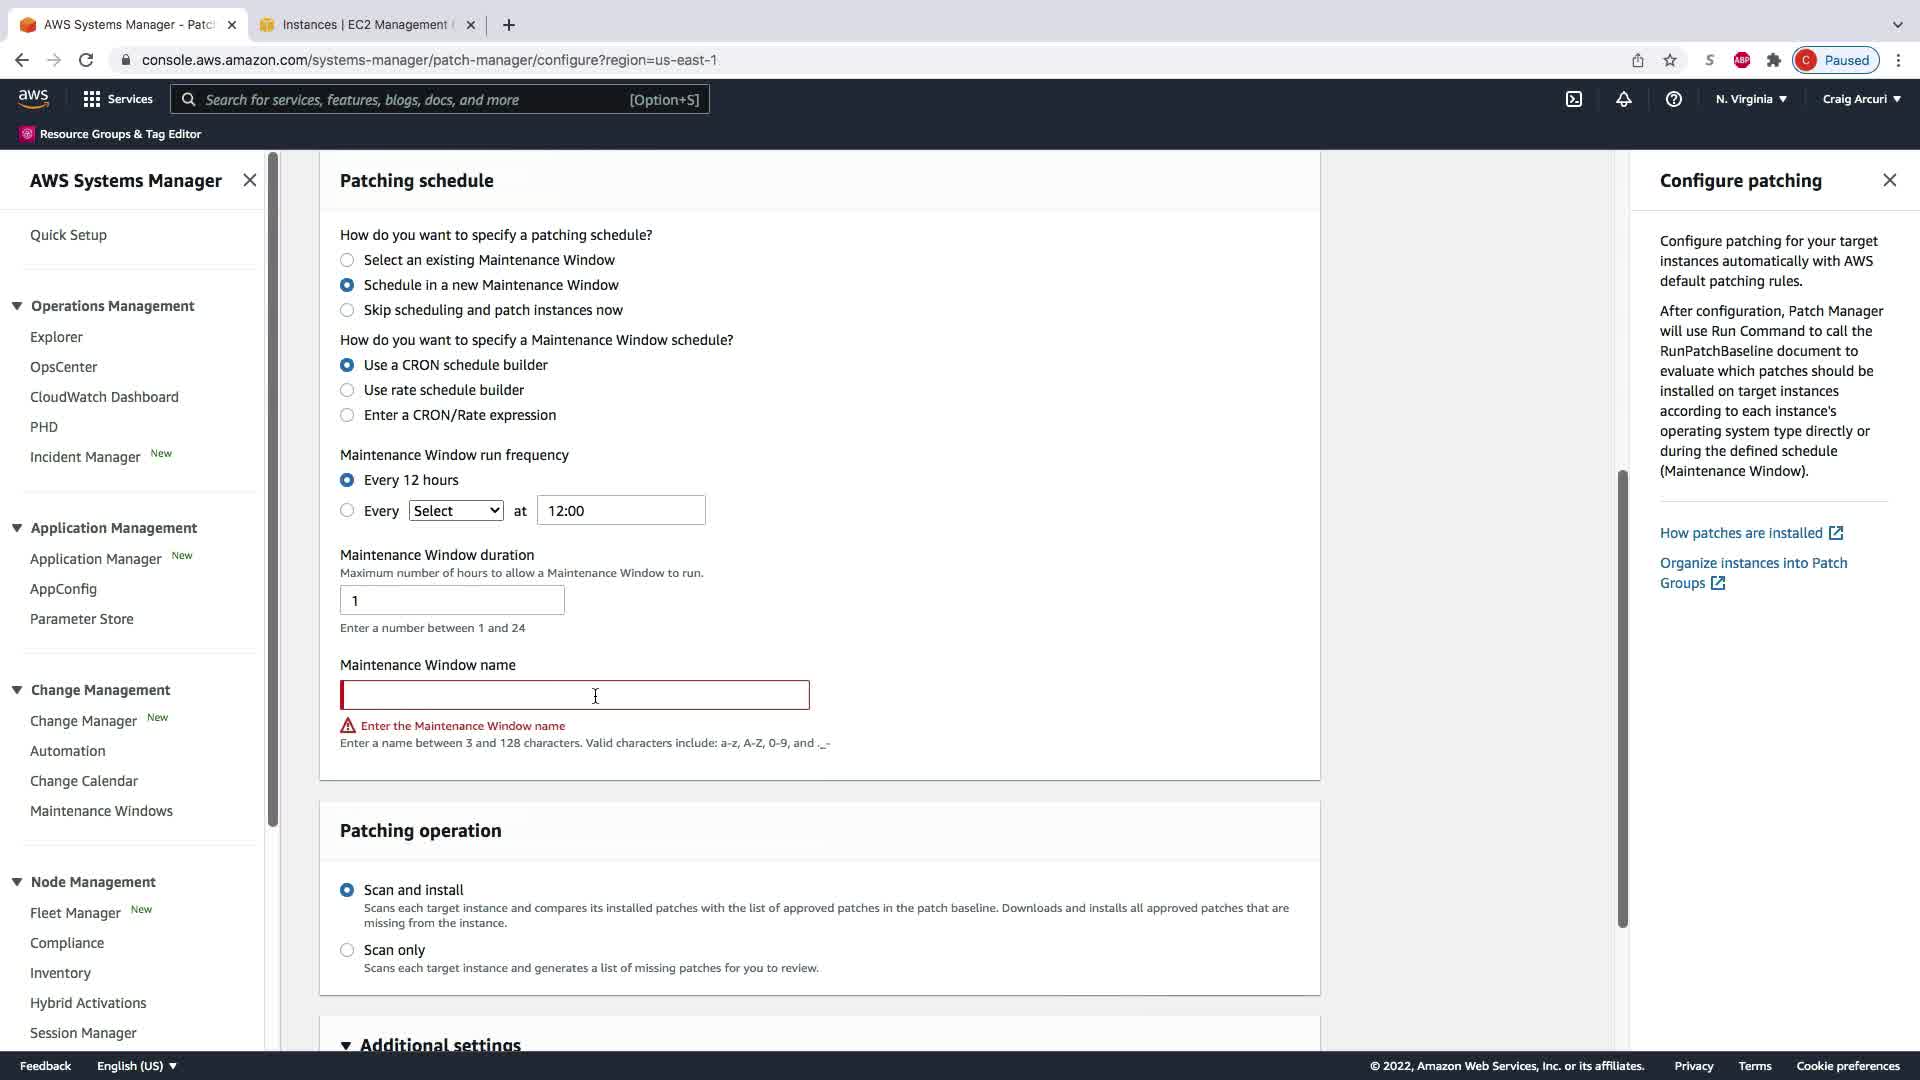 AWS Systems Manager - Patc
Instances | EC2 Management
console.aws.amazon.com/systems-manager/patch-manager/configure?region=us-east-1
S
ABP
C
Paused
aws
Services
Search for services, features, blogs, docs, and more
[Option+S]
N. Virginia
Craig Arcuri
Resource Groups & Tag Editor
AWS Systems Manager
Quick Setup
Operations Management
Explorer
OpsCenter
CloudWatch Dashboard
PHD
Incident Manager New
Application Management
Application Manager New
AppConfig
Parameter Store
Change Management
Change Manager New
Automation
Change Calendar
Maintenance Windows
Node Management
Fleet Manager New
Compliance
Inventory
Hybrid Activations
Session Manager
Patching schedule
How do you want to specify a patching schedule?
Select an existing Maintenance Window
Schedule in a new Maintenance Window
Skip scheduling and patch instances now
How do you want to specify a Maintenance Window schedule?
Use a CRON schedule builder
Use rate schedule builder
Enter a CRON/Rate expression
Maintenance Window run frequency
Every 12 hours
Every Select at 12:00
Maintenance Window duration
Maximum number of hours to allow a Maintenance Window to run.
1
Enter a number between 1 and 24
Maintenance Window name
Enter the Maintenance Window name
Enter a name between 3 and 128 characters. Valid characters include: a-z, A-Z, 0-9, and ._-
Patching operation
Scan and install
Scans each target instance and compares its installed patches with the list of approved patches in the patch baseline. Downloads and installs all approved patches that are
missing from the instance.
Scan only
Scans each target instance and generates a list of missing patches for you to review.
Additional settings
Configure patching
Configure patching for your target
instances automatically with AWS
default patching rules.
After configuration, Patch Manager
will use Run Command to call the
RunPatchBaseline document to
evaluate which patches should be
installed on target instances
according to each instance's
operating system type directly or
during the defined schedule
(Maintenance Window).
How patches are installed
Organize instances into Patch
Groups
Feedback
English (US)
© 2022, Amazon Web Services, Inc. or its affiliates.
Privacy
Terms
Cookie preferences